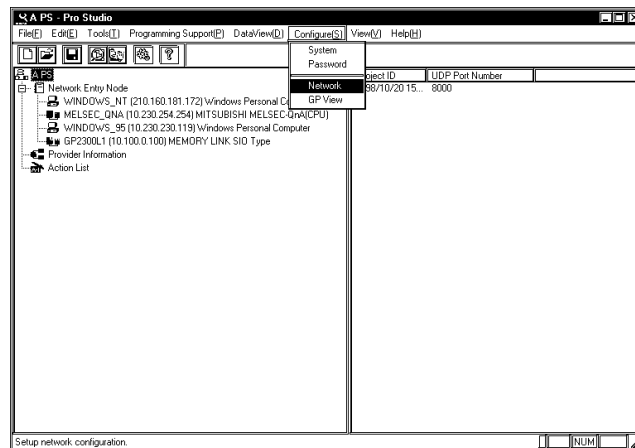 A PS - Pro Studio
File(F) Edit(E) Tools(T) Programming Support(P) DataView(D) Configure(S) View(V) Help(H)
System
Password
Network
GP View
A PS
oject ID UDP Port Number
98/10/20 15... 8000
Network Entry Node
WINDOWS_NT (210.160.181.172) Windows Personal C
MELSEC_QNA (10.230.254.254) MITSUBISHI MELSEC-QnA(CPU)
WINDOWS_95 (10.230.230.119) Windows Personal Computer
GP2300L1 (10.100.0.100) MEMORY LINK SIO Type
Provider Information
Action List
Setup network configuration.
NUM